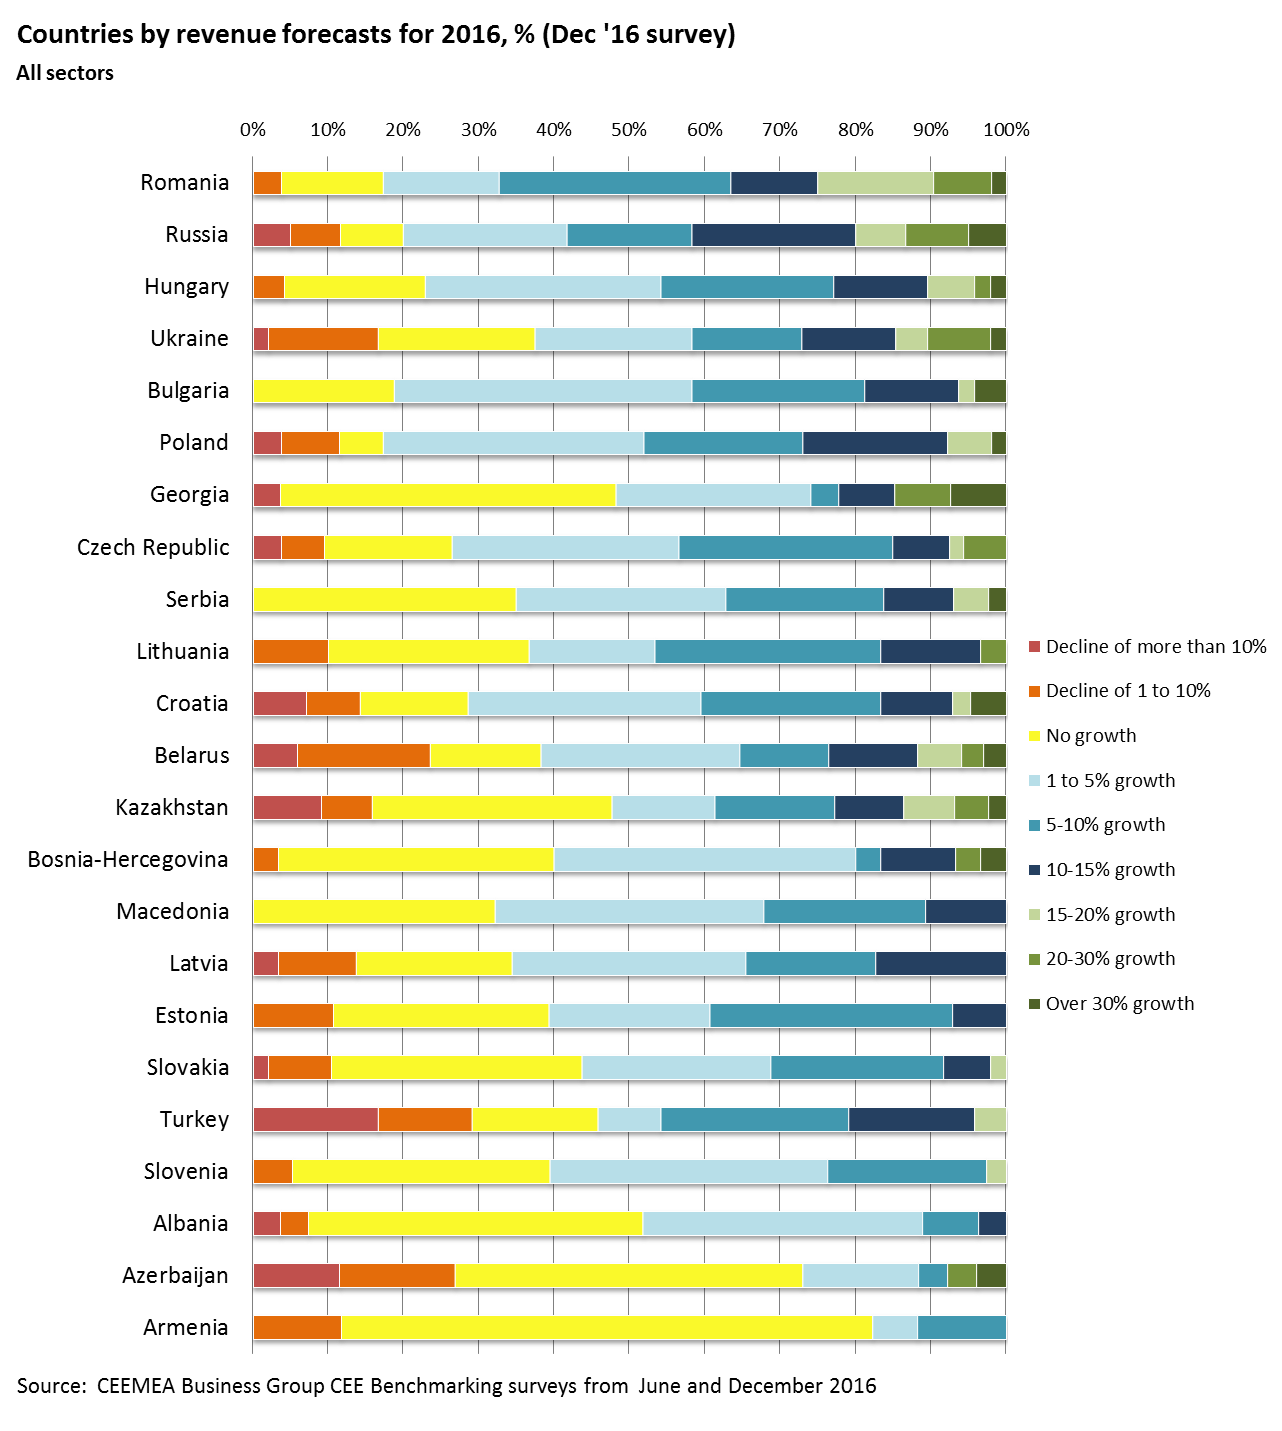 Countries by revenue forecasts for 2016, % (Dec '16 survey)
All sectors
0% 10% 20% 30% 40% 50% 60% 70% 80% 90% 100%
Romania
Russia
Hungary
Ukraine
Bulgaria
Poland
Georgia
Czech Republic
Serbia
Lithuania
Croatia
Belarus
Kazakhstan
Bosnia-Hercegovina
Macedonia
Latvia
Estonia
Slovakia
Turkey
Slovenia
Albania
Azerbaijan
Armenia
Decline of more than 10%
Decline of 1 to 10%
No growth
1 to 5% growth
5-10% growth
10-15% growth
15-20% growth
20-30% growth
Over 30% growth
Source:  CEEMEA Business Group CEE Benchmarking surveys from  June and December 2016